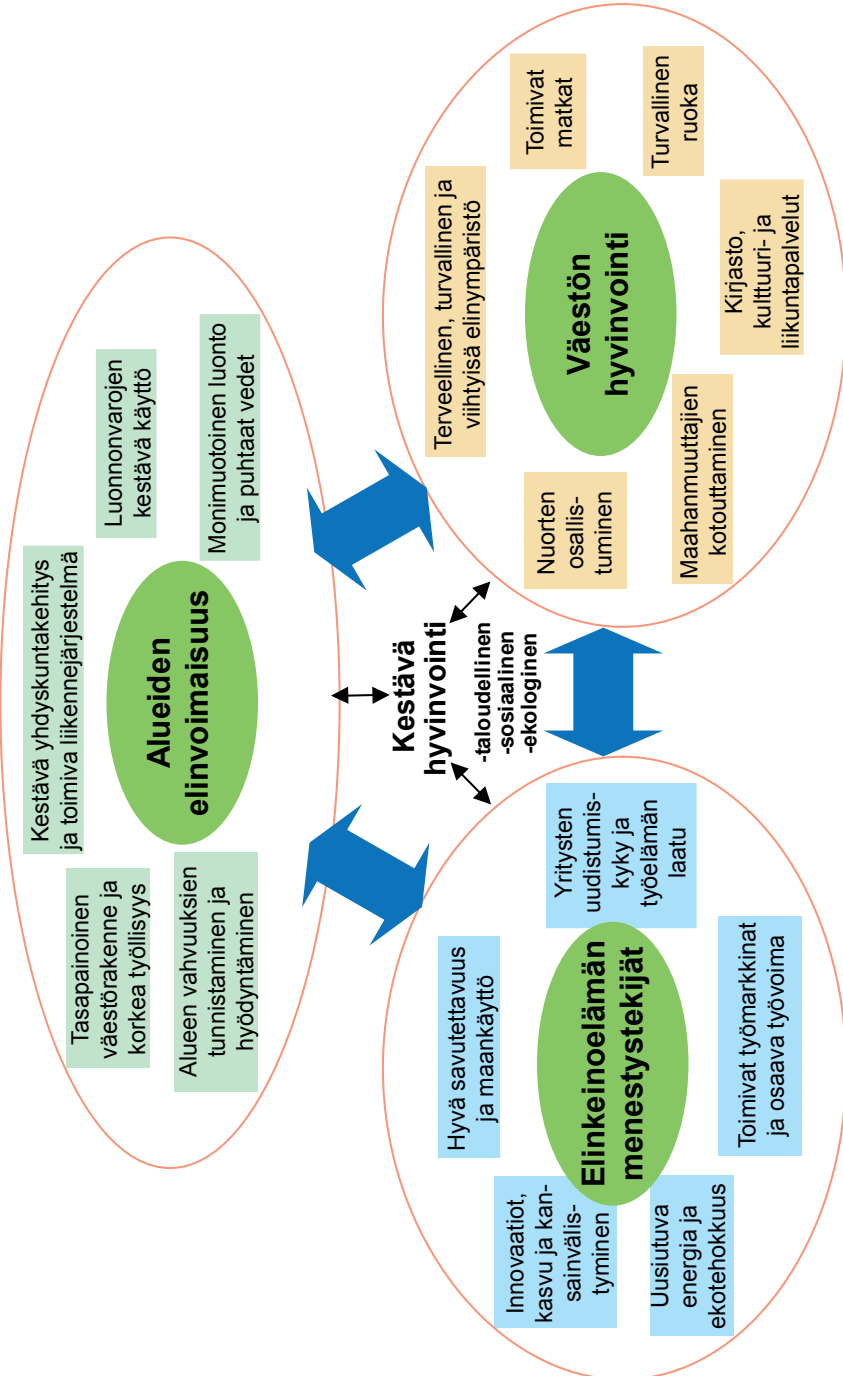 Kestävä yhdyskuntakehitys
ja toimiva liikennejärjestelmä
Tasapainoinen
väestörakenne ja
korkea työllisyys
Luonnonvarojen
kestävä käyttö
Alueiden
elinvoimaisuus
Alueen vahvuuksien
tunnistaminen ja
hyödyntäminen
Monimuotoinen luonto
ja puhtaat vedet
Kestävä
hyvinvointi
-taloudellinen
-sosiaalinen
-ekologinen
Hyvä savutettavuus
ja maankäyttö
Innovaatiot,
kasvu ja kan-
sainvälis-
tyminen
Yritysten
uudistumis-
kyky ja
työelämän
laatu
Elinkeinoelämän
menestystekijät
Uusiutuva
energia ja
ekotehokkuus
Toimivat työmarkkinat
ja osaava työvoima
Terveellinen, turvallinen ja
viihtyisä elinympäristö
Nuorten
osallis-
tuminen
Toimivat
matkat
Väestön
hyvinvointi
Turvallinen
ruoka
Maahanmuuttajien
kotouttaminen
Kirjasto,
kulttuuri- ja
liikuntapalvelut